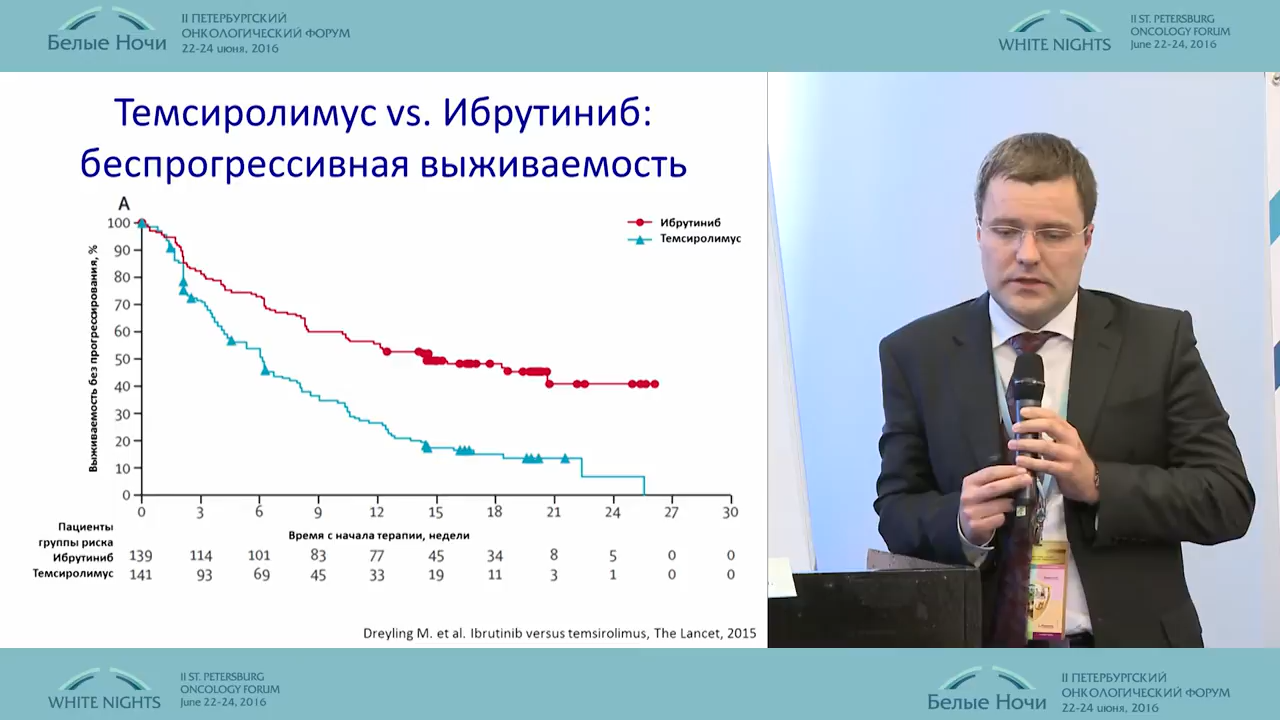 Белые Ночи
II ПЕТЕРБУРГСКИЙ
ОНКОЛОГИЧЕСКИЙ ФОРУМ
22-24 июня, 2016
WHITE NIGHTS
II ST. PETERSBURG
ONCOLOGY FORUM
June 22-24, 2016
Темсиролимус vs. Ибрутиниб:
беспрогрессивная выживаемость
A
Ибрутиниб
Темсиролимус
Выживаемость без прогрессирования, %
100
90
80
70
60
50
40
30
20
10
0
0 3 6 9 12 15 18 21 24 27 30
Время с начала терапии, недели
Пациенты
группы риска
Ибрутиниб 139 114 101 83 77 45 34 8 5 0 0
Темсиролимус 141 93 69 45 33 19 11 3 1 0 0
Dreyling M. et al. Ibrutinib versus temsirolimus, The Lancet, 2015
WHITE NIGHTS
II ST. PETERSBURG
ONCOLOGY FORUM
June 22-24, 2016
Белые Ночи
II ПЕТЕРБУРГСКИЙ
ОНКОЛОГИЧЕСКИЙ ФОРУМ
22-24 июня, 2016